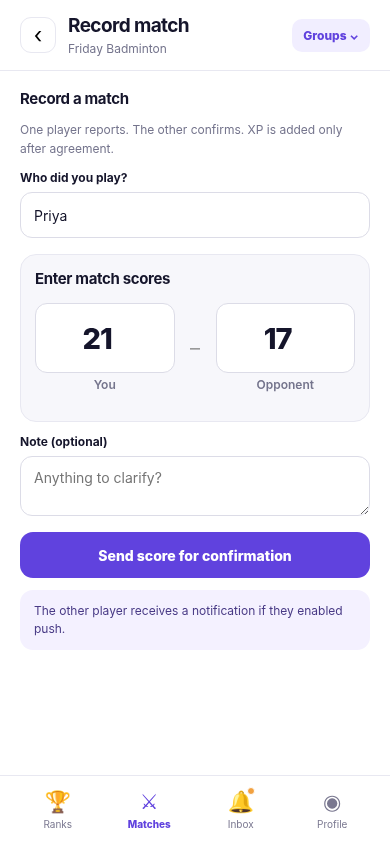 Record match
Friday Badminton
Groups
Record a match
One player reports. The other confirms. XP is added only
after agreement.
Who did you play?
Priya
Enter match scores
21
–
17
You
Opponent
Note (optional)
Anything to clarify?
Send score for confirmation
The other player receives a notification if they enabled
push.
Ranks
Matches
Inbox
Profile